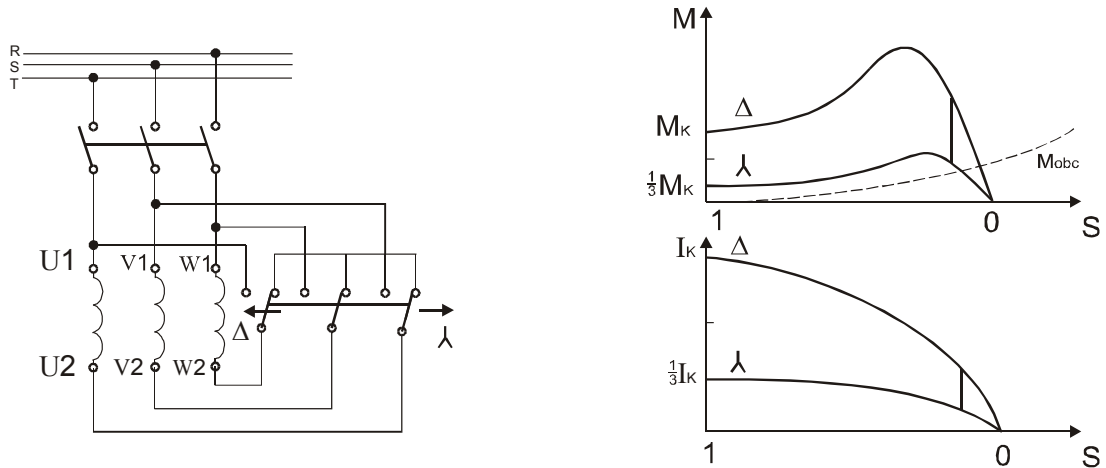 R
S
T
U1 V1 W1
Δ
U2 V2 W2
M
Δ
Mĸ
⅓Mĸ
Mobc
1 0 S
Iĸ Δ
⅓Iĸ
1 0 S